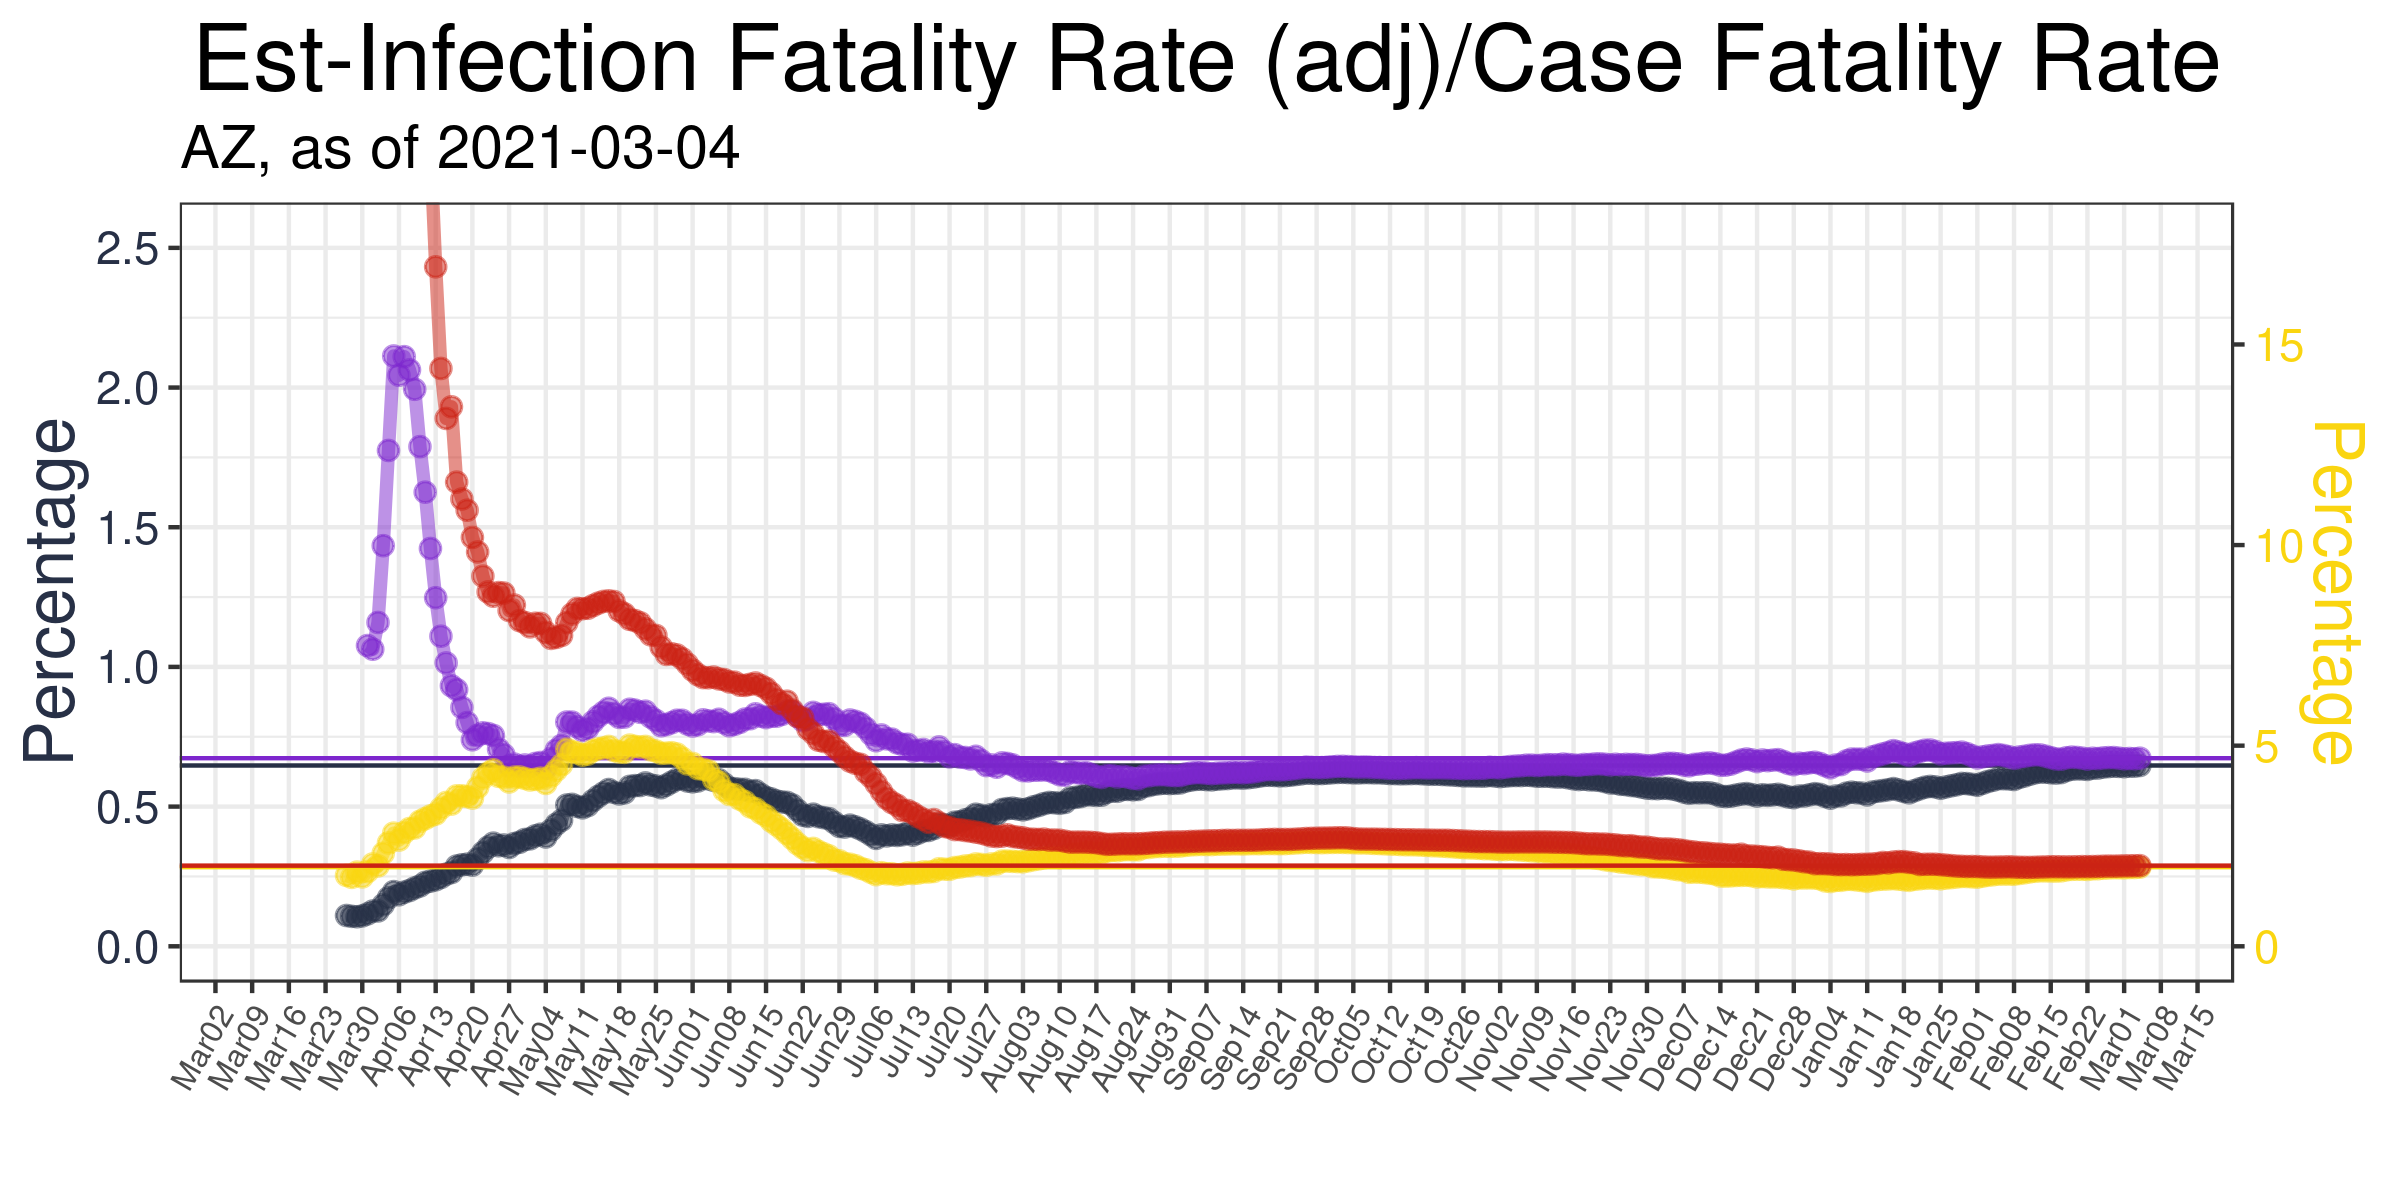 Est-Infection Fatality Rate (adj)/Case Fatality Rate
AZ, as of 2021-03-04
Percentage
2.5
2.0
1.5
1.0
0.5
0.0
15
10
5
0
Percentage
Mar02
Mar09
Mar16
Mar23
Mar30
Apr06
Apr13
Apr20
Apr27
May04
May11
May18
May25
Jun01
Jun08
Jun15
Jun22
Jun29
Jul06
Jul13
Jul20
Jul27
Aug03
Aug10
Aug17
Aug24
Aug31
Sep07
Sep14
Sep21
Sep28
Oct05
Oct12
Oct19
Oct26
Nov02
Nov09
Nov16
Nov23
Nov30
Dec07
Dec14
Dec21
Dec28
Jan04
Jan11
Jan18
Jan25
Feb01
Feb08
Feb15
Feb22
Mar01
Mar08
Mar15